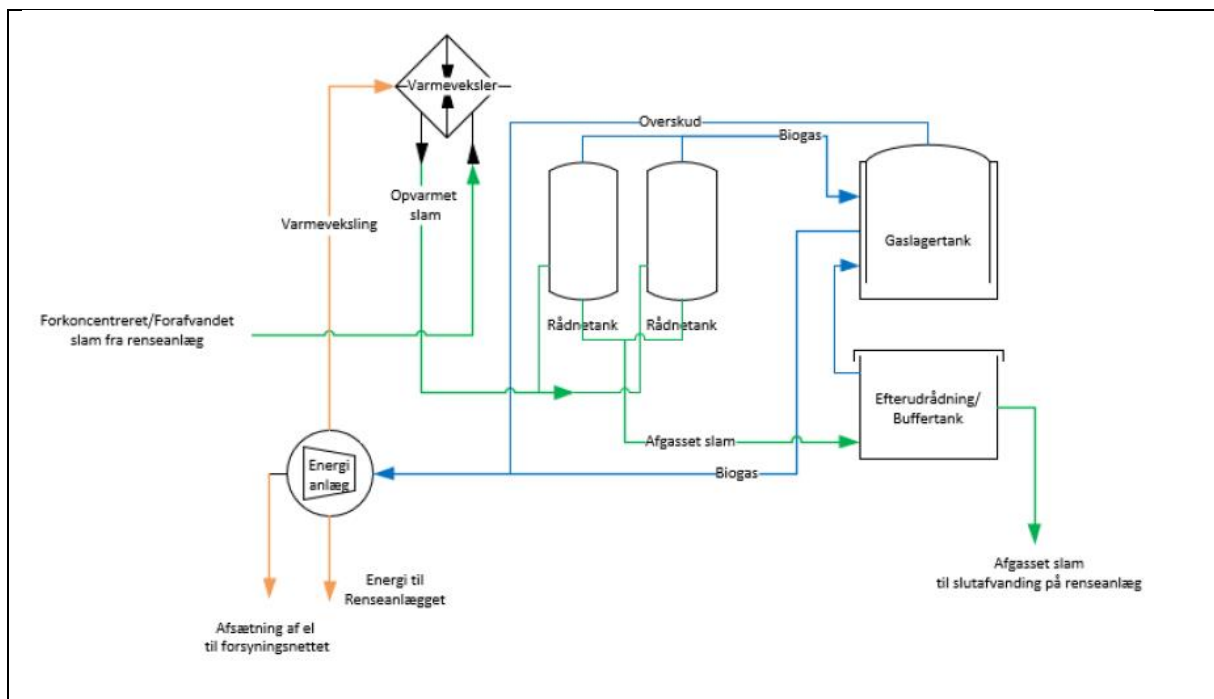 Varmeveksler
Overskud
Biogas
Opvarmet
slam
Varmeveksling
Gaslagertank
Forkoncentreret/Forafvandet
slam fra renseanlæg
Rådnetank
Rådnetank
Efterudrådning/
Buffertank
Afgasset slam
Energi
anlæg
Biogas
Afgasset slam
til slutafvanding på renseanlæg
Energi til
Renseanlægget
Afsætning af el
til forsyningsnettet